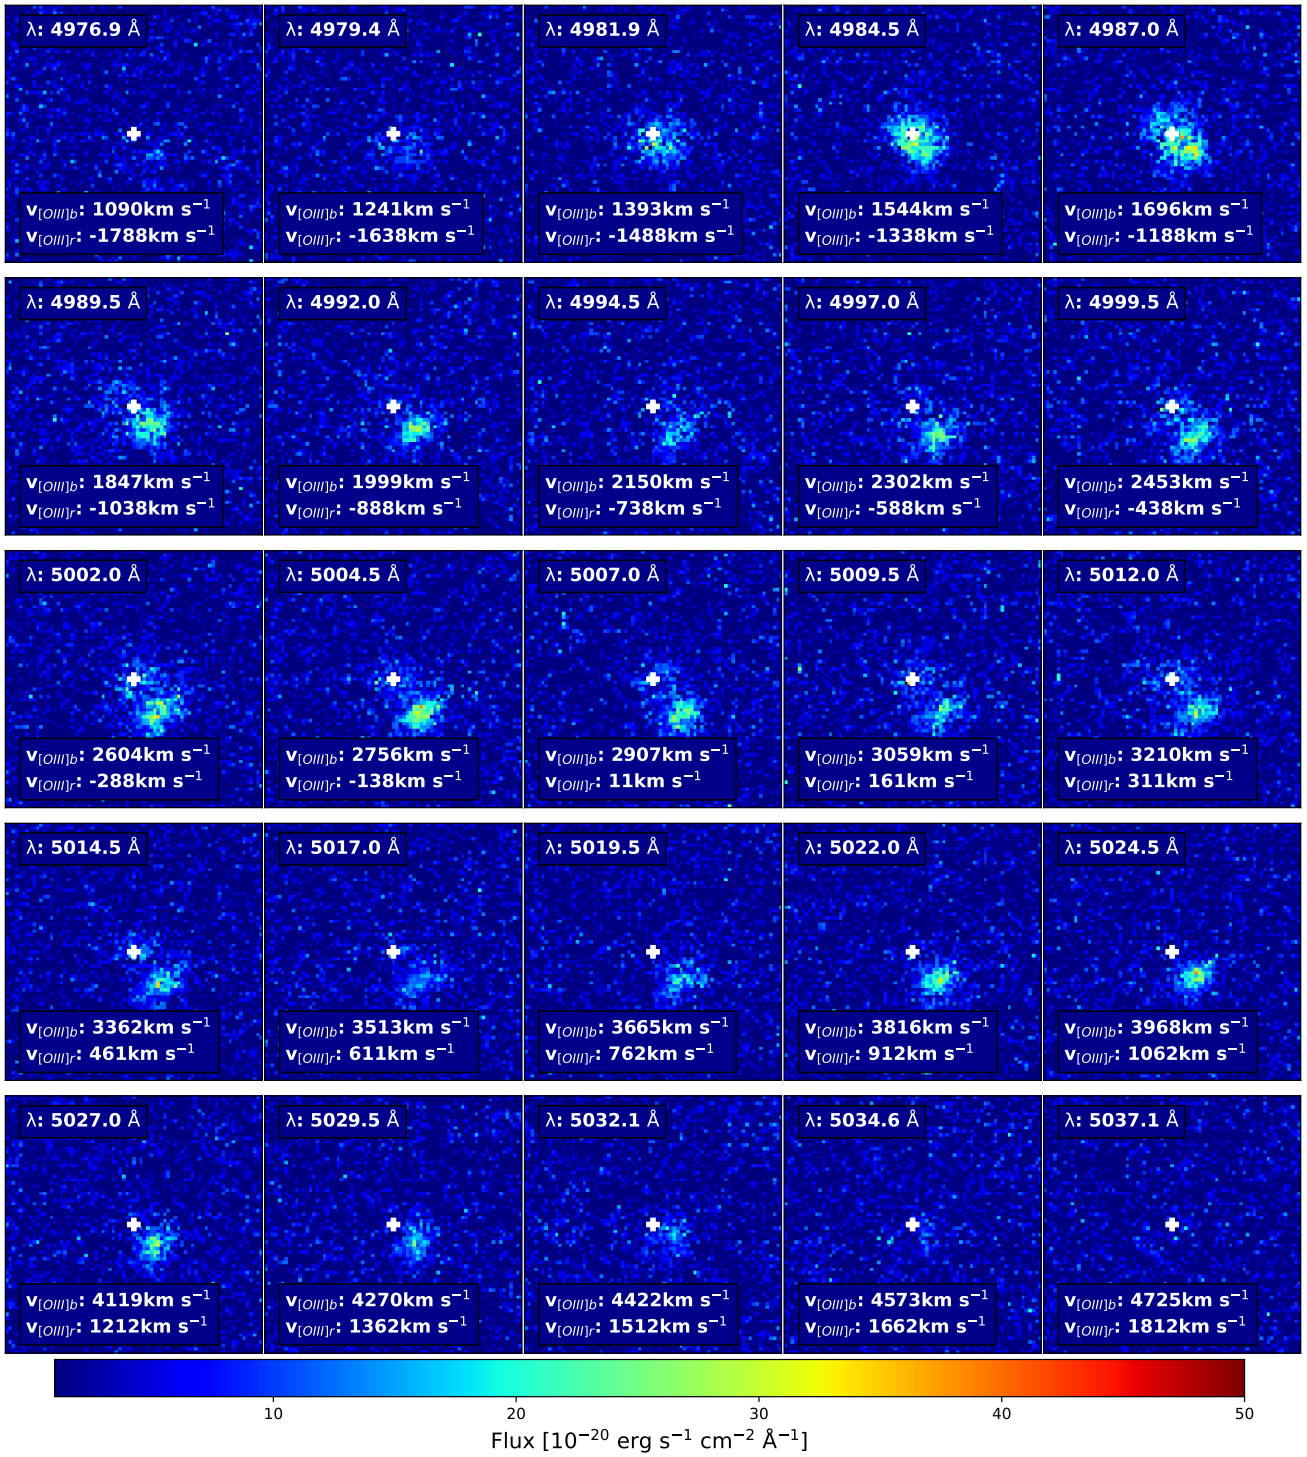 λ: 4976.9 Å
λ: 4979.4 Å
λ: 4981.9 Å
λ: 4984.5 Å
λ: 4987.0 Å
v[OIII]b: 1090km s⁻¹
v[OIII]r: -1788km s⁻¹
v[OIII]b: 1241km s⁻¹
v[OIII]r: -1638km s⁻¹
v[OIII]b: 1393km s⁻¹
v[OIII]r: -1488km s⁻¹
v[OIII]b: 1544km s⁻¹
v[OIII]r: -1338km s⁻¹
v[OIII]b: 1696km s⁻¹
v[OIII]r: -1188km s⁻¹
λ: 4989.5 Å
λ: 4992.0 Å
λ: 4994.5 Å
λ: 4997.0 Å
λ: 4999.5 Å
v[OIII]b: 1847km s⁻¹
v[OIII]r: -1038km s⁻¹
v[OIII]b: 1999km s⁻¹
v[OIII]r: -888km s⁻¹
v[OIII]b: 2150km s⁻¹
v[OIII]r: -738km s⁻¹
v[OIII]b: 2302km s⁻¹
v[OIII]r: -588km s⁻¹
v[OIII]b: 2453km s⁻¹
v[OIII]r: -438km s⁻¹
λ: 5002.0 Å
λ: 5004.5 Å
λ: 5007.0 Å
λ: 5009.5 Å
λ: 5012.0 Å
v[OIII]b: 2604km s⁻¹
v[OIII]r: -288km s⁻¹
v[OIII]b: 2756km s⁻¹
v[OIII]r: -138km s⁻¹
v[OIII]b: 2907km s⁻¹
v[OIII]r: 11km s⁻¹
v[OIII]b: 3059km s⁻¹
v[OIII]r: 161km s⁻¹
v[OIII]b: 3210km s⁻¹
v[OIII]r: 311km s⁻¹
λ: 5014.5 Å
λ: 5017.0 Å
λ: 5019.5 Å
λ: 5022.0 Å
λ: 5024.5 Å
v[OIII]b: 3362km s⁻¹
v[OIII]r: 461km s⁻¹
v[OIII]b: 3513km s⁻¹
v[OIII]r: 611km s⁻¹
v[OIII]b: 3665km s⁻¹
v[OIII]r: 762km s⁻¹
v[OIII]b: 3816km s⁻¹
v[OIII]r: 912km s⁻¹
v[OIII]b: 3968km s⁻¹
v[OIII]r: 1062km s⁻¹
λ: 5027.0 Å
λ: 5029.5 Å
λ: 5032.1 Å
λ: 5034.6 Å
λ: 5037.1 Å
v[OIII]b: 4119km s⁻¹
v[OIII]r: 1212km s⁻¹
v[OIII]b: 4270km s⁻¹
v[OIII]r: 1362km s⁻¹
v[OIII]b: 4422km s⁻¹
v[OIII]r: 1512km s⁻¹
v[OIII]b: 4573km s⁻¹
v[OIII]r: 1662km s⁻¹
v[OIII]b: 4725km s⁻¹
v[OIII]r: 1812km s⁻¹
10 20 30 40 50
Flux [10⁻²⁰ erg s⁻¹ cm⁻² Å⁻¹]